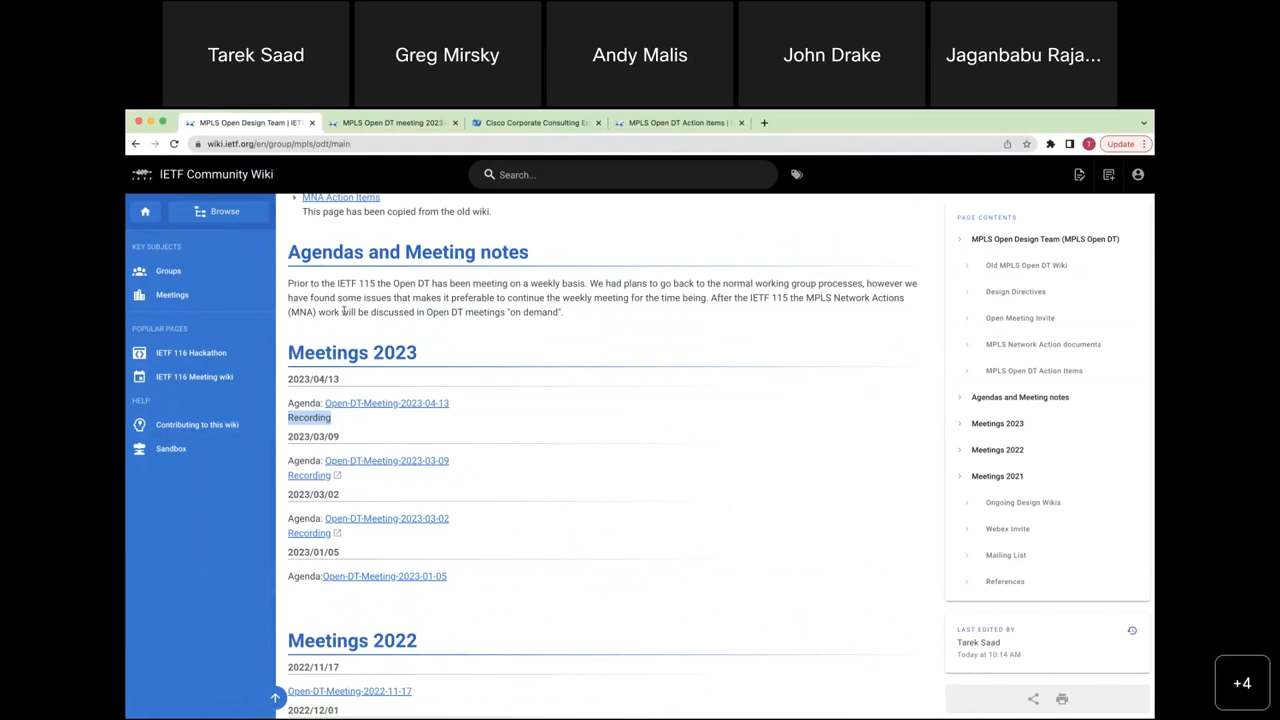 Tarek Saad
Greg Mirsky
Andy Malis
John Drake
Jaganbabu Raja...
MPLS Open Design Team | IET
MPLS Open DT meeting 2023-
Cisco Corporate Consulting En
MPLS Open DT Action Items |
wiki.ietf.org/en/group/mpls/odt/main
T
Update
IETF Community Wiki
Search...
Browse
KEY SUBJECTS
Groups
Meetings
POPULAR PAGES
IETF 116 Hackathon
IETF 116 Meeting wiki
HELP
Contributing to this wiki
Sandbox
MNA Action Items
This page has been copied from the old wiki.
Agendas and Meeting notes
Prior to the IETF 115 the Open DT has been meeting on a weekly basis. We had plans to go back to the normal working group processes, however we
have found some issues that makes it preferable to continue the weekly meeting for the time being. After the IETF 115 the MPLS Network Actions
(MNA) work will be discussed in Open DT meetings "on demand".
Meetings 2023
2023/04/13
Agenda: Open-DT-Meeting-2023-04-13
Recording
2023/03/09
Agenda: Open-DT-Meeting-2023-03-09
Recording
2023/03/02
Agenda: Open-DT-Meeting-2023-03-02
Recording
2023/01/05
Agenda:Open-DT-Meeting-2023-01-05
Meetings 2022
2022/11/17
Open-DT-Meeting-2022-11-17
2022/12/01
PAGE CONTENTS
MPLS Open Design Team (MPLS Open DT)
Old MPLS Open DT Wiki
Design Directives
Open Meeting Invite
MPLS Network Action documents
MPLS Open DT Action Items
Agendas and Meeting notes
Meetings 2023
Meetings 2022
Meetings 2021
Ongoing Design Wikis
Webex Invite
Mailing List
References
LAST EDITED BY
Tarek Saad
Today at 10:14 AM
+4